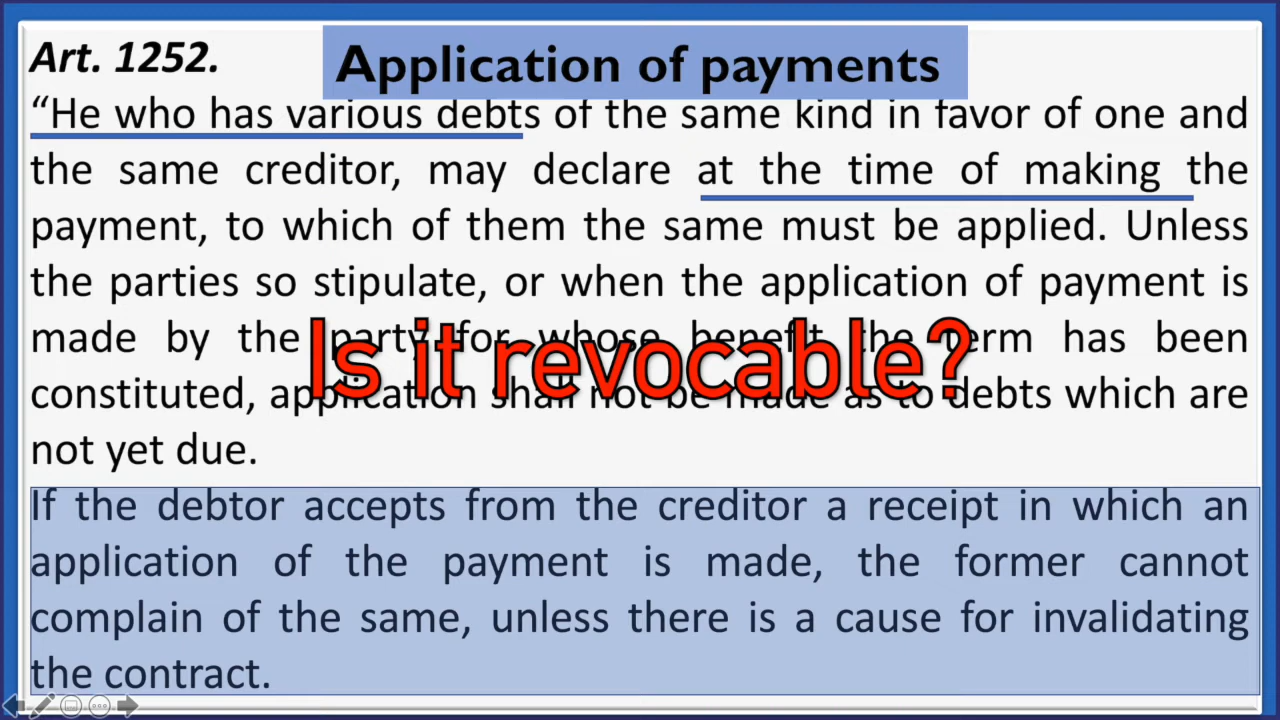 Art. 1252.
Application of payments
“He who has various debts of the same kind in favor of one and
the same creditor, may declare at the time of making the
payment, to which of them the same must be applied. Unless
the parties so stipulate, or when the application of payment is
made by the party for whose benefit the term has been
Is it revocable?
constituted, application shall not be made as to debts which are
not yet due.
If the debtor accepts from the creditor a receipt in which an
application of the payment is made, the former cannot
complain of the same, unless there is a cause for invalidating
the contract.